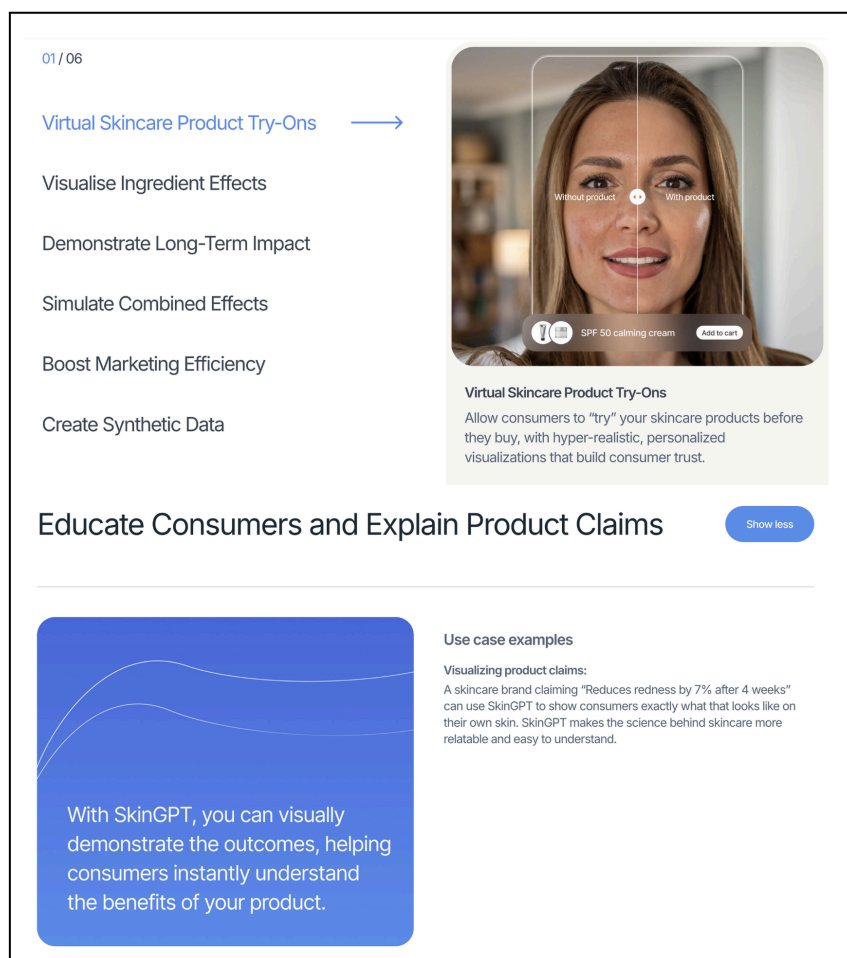 01 / 06
Virtual Skincare Product Try-Ons
Visualise Ingredient Effects
Demonstrate Long-Term Impact
Simulate Combined Effects
Boost Marketing Efficiency
Create Synthetic Data
Without product
With product
SPF 50 calming cream
Add to cart
Virtual Skincare Product Try-Ons
Allow consumers to “try” your skincare products before
they buy, with hyper-realistic, personalized
visualizations that build consumer trust.
Educate Consumers and Explain Product Claims
Show less
With SkinGPT, you can visually
demonstrate the outcomes, helping
consumers instantly understand
the benefits of your product.
Use case examples
Visualizing product claims:
A skincare brand claiming “Reduces redness by 7% after 4 weeks”
can use SkinGPT to show consumers exactly what that looks like on
their own skin. SkinGPT makes the science behind skincare more
relatable and easy to understand.